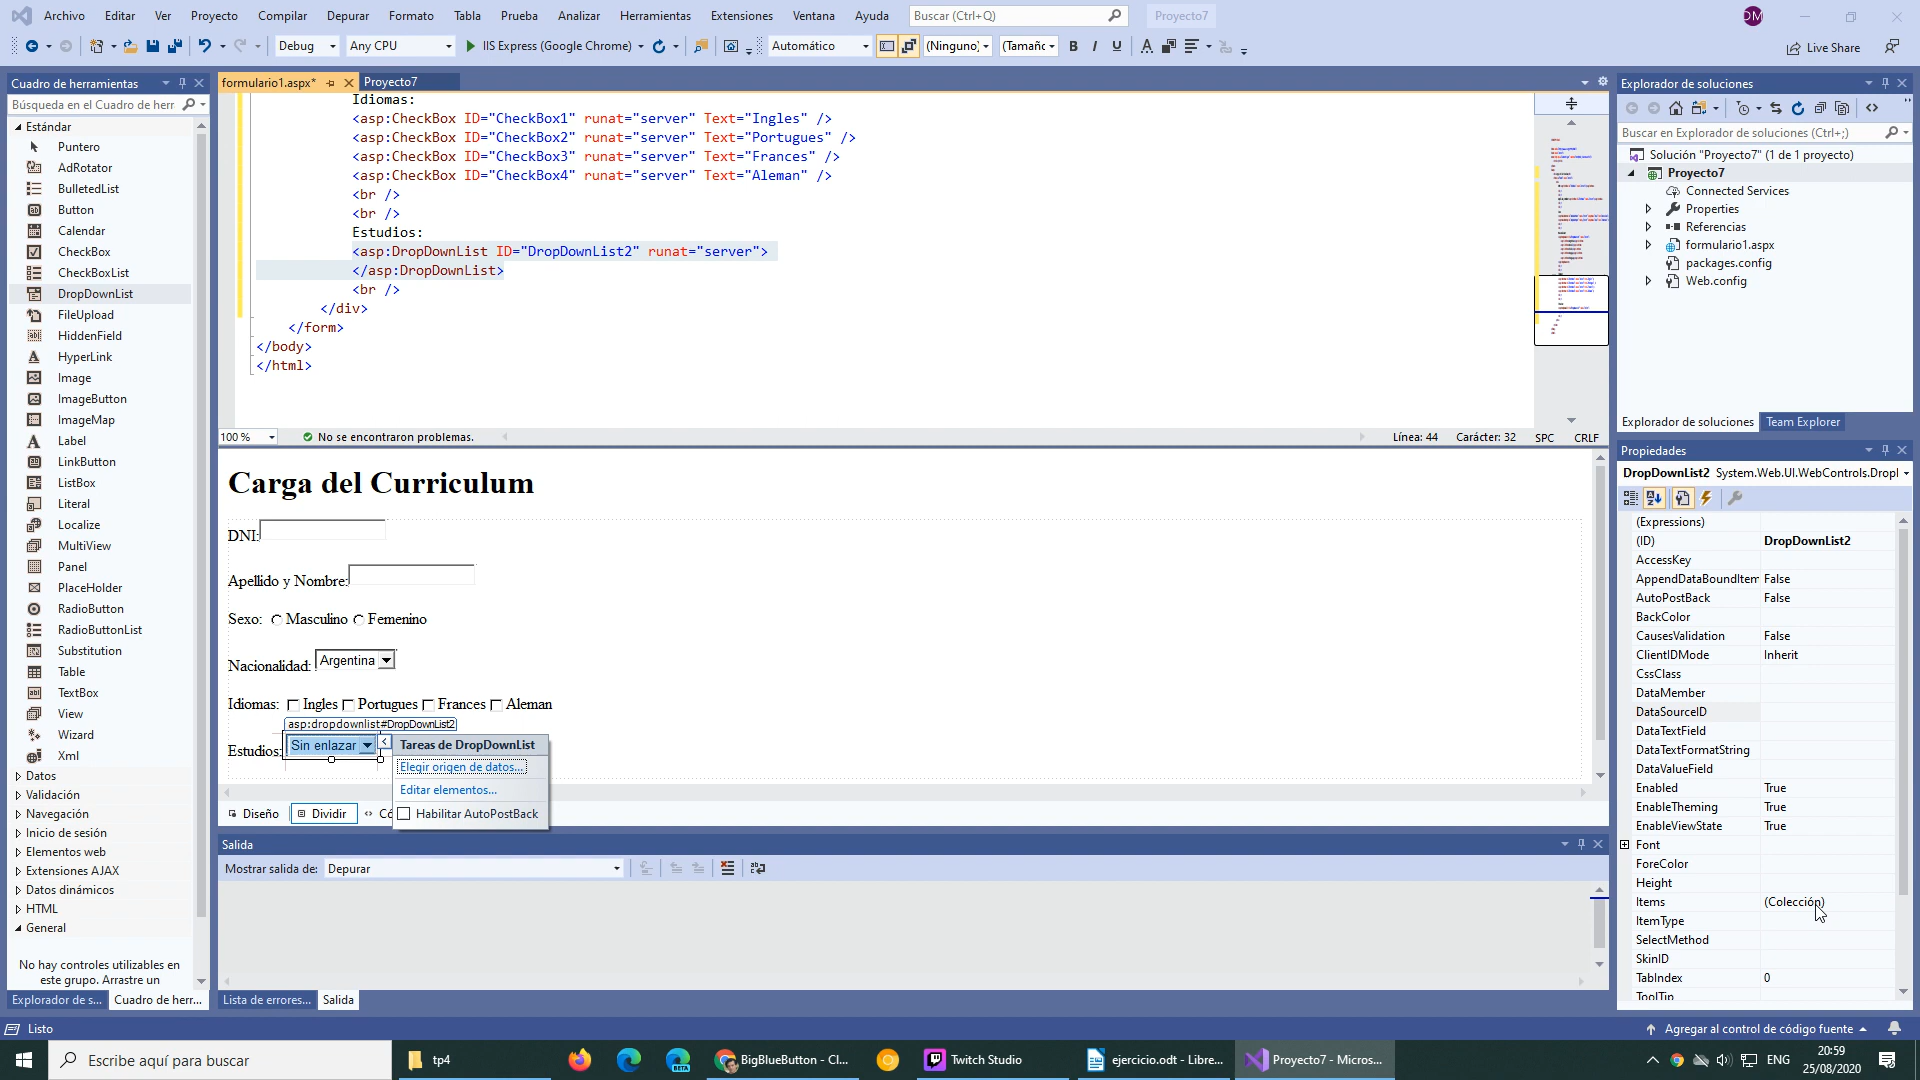 Archivo Editar Ver Proyecto Compilar Depurar Formato Tabla Prueba Analizar Herramientas Extensiones Ventana Ayuda Buscar (Ctrl+Q) Proyecto7 DM
Debug Any CPU IIS Express (Google Chrome) Automático (Ninguno) (Tamañc B I U A Live Share
Cuadro de herramientas
Búsqueda en el Cuadro de herr
Estándar
Puntero
AdRotator
BulletedList
Button
Calendar
CheckBox
CheckBoxList
DropDownList
FileUpload
HiddenField
HyperLink
Image
ImageButton
ImageMap
Label
LinkButton
ListBox
Literal
Localize
MultiView
Panel
PlaceHolder
RadioButton
RadioButtonList
Substitution
Table
TextBox
View
Wizard
Xml
Datos
Validación
Navegación
Inicio de sesión
Elementos web
Extensiones AJAX
Datos dinámicos
HTML
General
No hay controles utilizables en
este grupo. Arrastre un
Explorador de s... Cuadro de herr...
formulario1.aspx* Proyecto7
Idiomas:
<asp:CheckBox ID="CheckBox1" runat="server" Text="Ingles" />
<asp:CheckBox ID="CheckBox2" runat="server" Text="Portugues" />
<asp:CheckBox ID="CheckBox3" runat="server" Text="Frances" />
<asp:CheckBox ID="CheckBox4" runat="server" Text="Aleman" />
<br />
<br />
Estudios:
<asp:DropDownList ID="DropDownList2" runat="server">
</asp:DropDownList>
<br />
</div>
</form>
</body>
</html>
100 % No se encontraron problemas. Línea: 44 Carácter: 32 SPC CRLF
Carga del Curriculum
DNI:
Apellido y Nombre:
Sexo: Masculino Femenino
Nacionalidad: Argentina
Idiomas: Ingles Portugues Frances Aleman
asp:dropdownlist#DropDownList2
Estudios: Sin enlazar < Tareas de DropDownList
Elegir origen de datos...
Editar elementos...
Habilitar AutoPostBack
Diseño Dividir Có
Salida
Mostrar salida de: Depurar
Lista de errores... Salida
Explorador de soluciones
Buscar en Explorador de soluciones (Ctrl+;)
Solución "Proyecto7" (1 de 1 proyecto)
Proyecto7
Connected Services
Properties
Referencias
formulario1.aspx
packages.config
Web.config
Explorador de soluciones Team Explorer
Propiedades
DropDownList2 System.Web.UI.WebControls.Dropl
(Expressions)
(ID) DropDownList2
AccessKey
AppendDataBoundItem False
AutoPostBack False
BackColor
CausesValidation False
ClientIDMode Inherit
CssClass
DataMember
DataSourceID
DataTextField
DataTextFormatString
DataValueField
Enabled True
EnableTheming True
EnableViewState True
Font
ForeColor
Height
Items (Colección)
ItemType
SelectMethod
SkinID
TabIndex 0
ToolTip
Listo Agregar al control de código fuente
Escribe aquí para buscar tp4 BETA BigBlueButton - Cl... Twitch Studio ejercicio.odt - Libre... Proyecto7 - Micros... ENG 20:59
25/08/2020